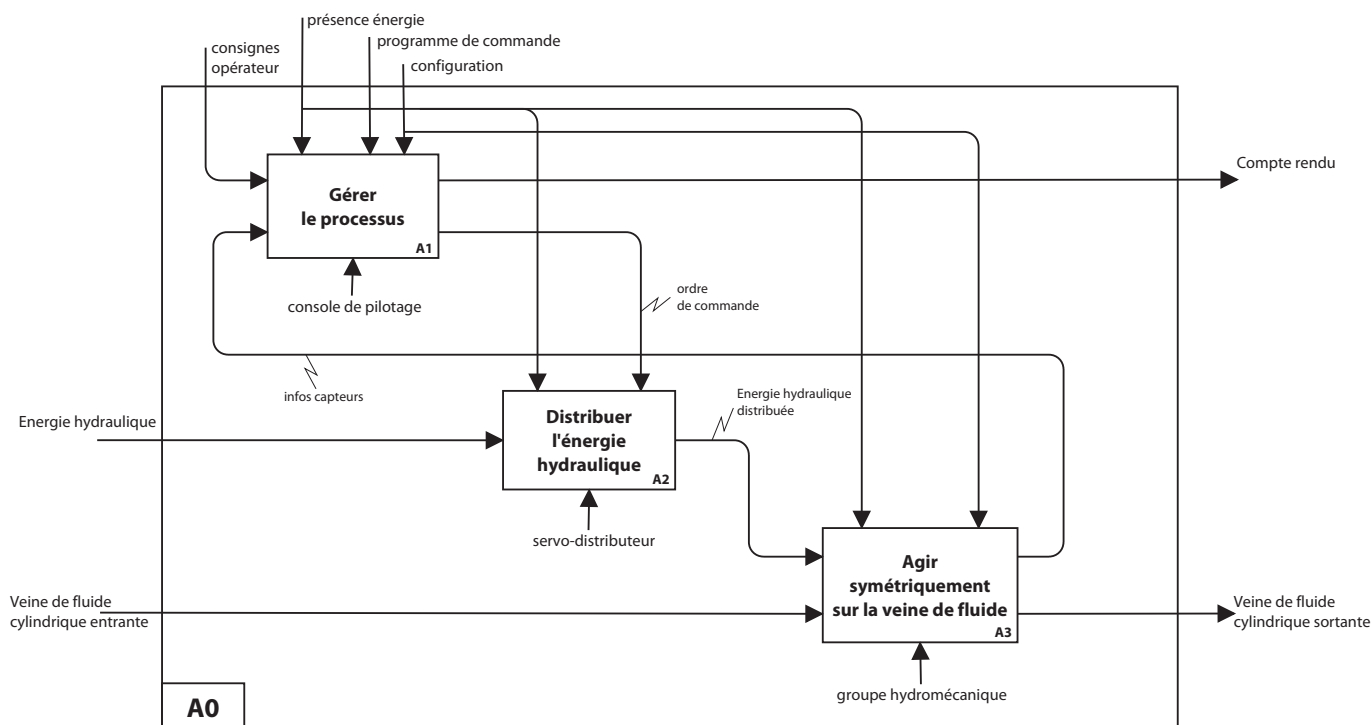 présence énergie
programme de commande
consignes
opérateur
configuration
Compte rendu
Gérer
le processus
A1
console de pilotage
ordre
de commande
infos capteurs
Energie hydraulique
Energie hydraulique
distribuée
Distribuer
l'énergie
hydraulique
A2
servo-distributeur
Agir
symétriquement
sur la veine de fluide
A3
Veine de fluide
cylindrique entrante
Veine de fluide
cylindrique sortante
groupe hydromécanique
A0